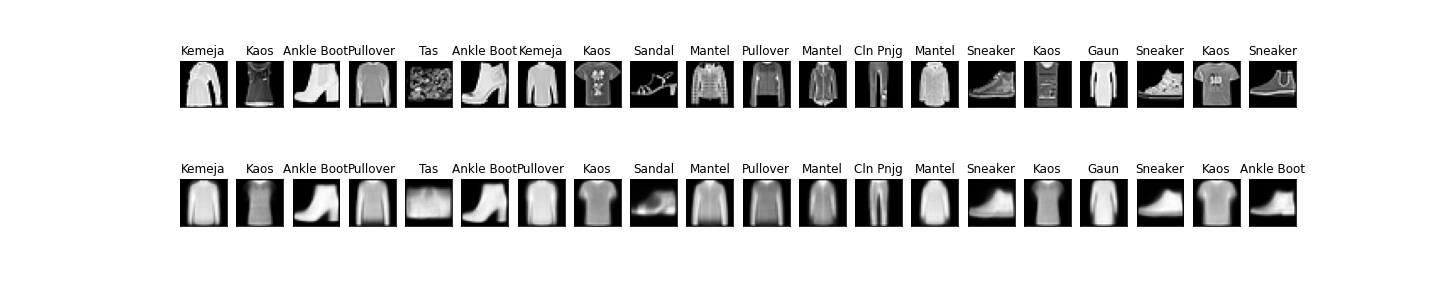 Kemeja Kaos Ankle Boot Pullover Tas Ankle Boot Kemeja Kaos Sandal Mantel Pullover Mantel Cln Pnjg Mantel Sneaker Kaos Gaun Sneaker Kaos Sneaker
Kemeja Kaos Ankle Boot Pullover Tas Ankle Boot Pullover Kaos Sandal Mantel Pullover Mantel Cln Pnjg Mantel Sneaker Kaos Gaun Sneaker Kaos Ankle Boot